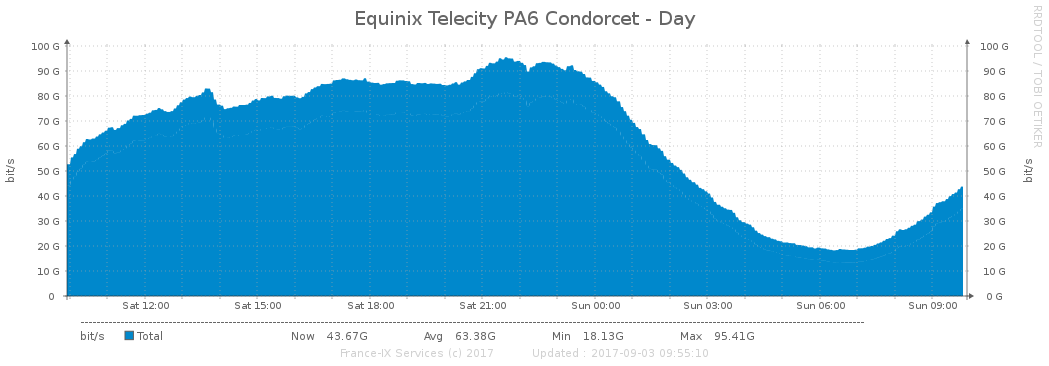 Equinix Telecity PA6 Condorcet - Day
RRDTOOL / TOBI OETIKER
100 G 100 G
90 G 90 G
80 G 80 G
70 G 70 G
60 G 60 G
50 G 50 G
40 G 40 G
30 G 30 G
20 G 20 G
10 G 10 G
0 0 G
bit/s bit/s
Sat 12:00 Sat 15:00 Sat 18:00 Sat 21:00 Sun 00:00 Sun 03:00 Sun 06:00 Sun 09:00
bit/s Total Now 43.67G Avg 63.38G Min 18.13G Max 95.41G
France-IX Services (c) 2017 Updated : 2017-09-03 09:55:10